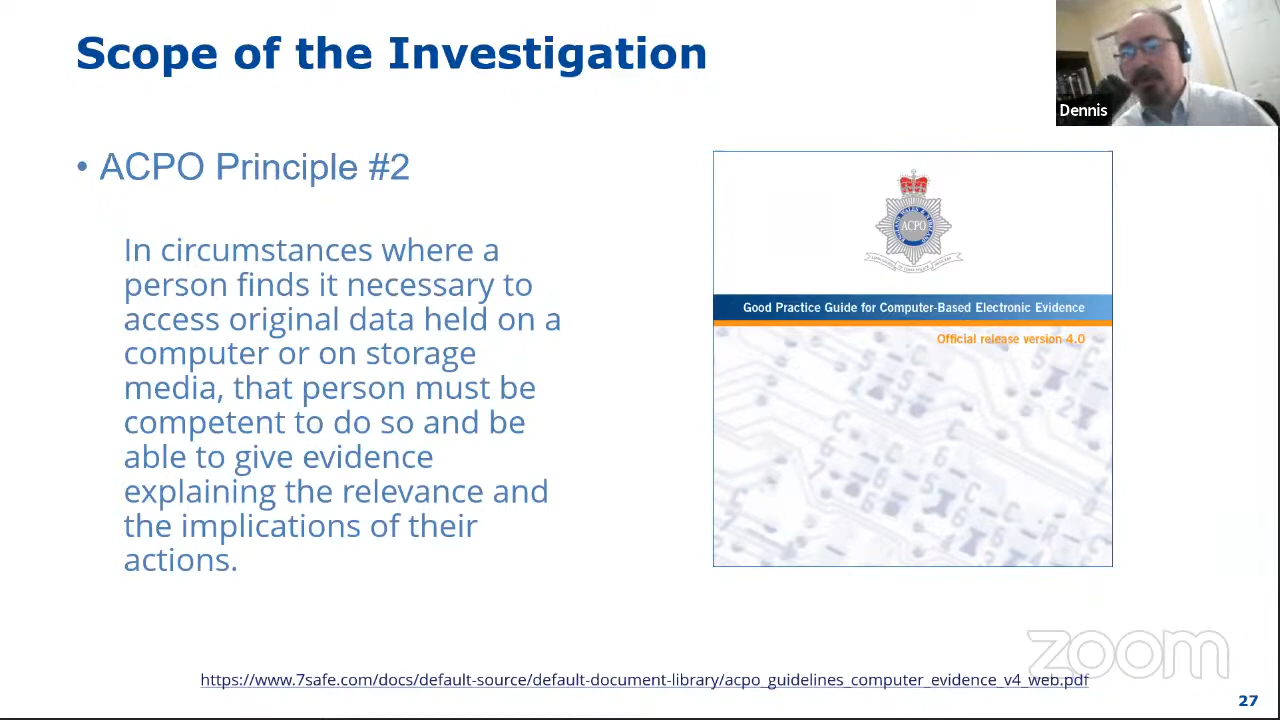 Scope of the Investigation
Dennis
• ACPO Principle #2
In circumstances where a
person finds it necessary to
access original data held on a
computer or on storage
media, that person must be
competent to do so and be
able to give evidence
explaining the relevance and
the implications of their
actions.
ACPO
Good Practice Guide for Computer-Based Electronic Evidence
Official release version 4.0
zoom
https://www.7safe.com/docs/default-source/default-document-library/acpo_guidelines_computer_evidence_v4_web.pdf
27